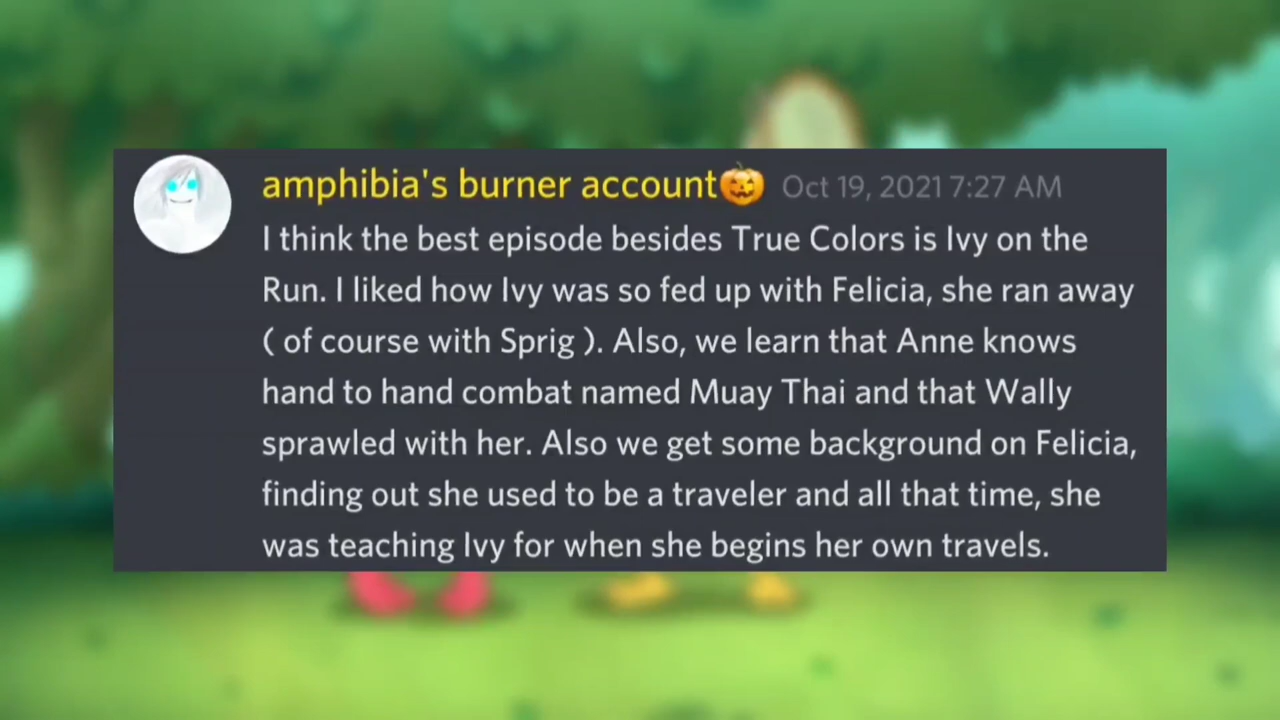 amphibia's burner account🎃 Oct 19, 2021 7:27 AM
I think the best episode besides True Colors is Ivy on the
Run. I liked how Ivy was so fed up with Felicia, she ran away
( of course with Sprig ). Also, we learn that Anne knows
hand to hand combat named Muay Thai and that Wally
sprawled with her. Also we get some background on Felicia,
finding out she used to be a traveler and all that time, she
was teaching Ivy for when she begins her own travels.